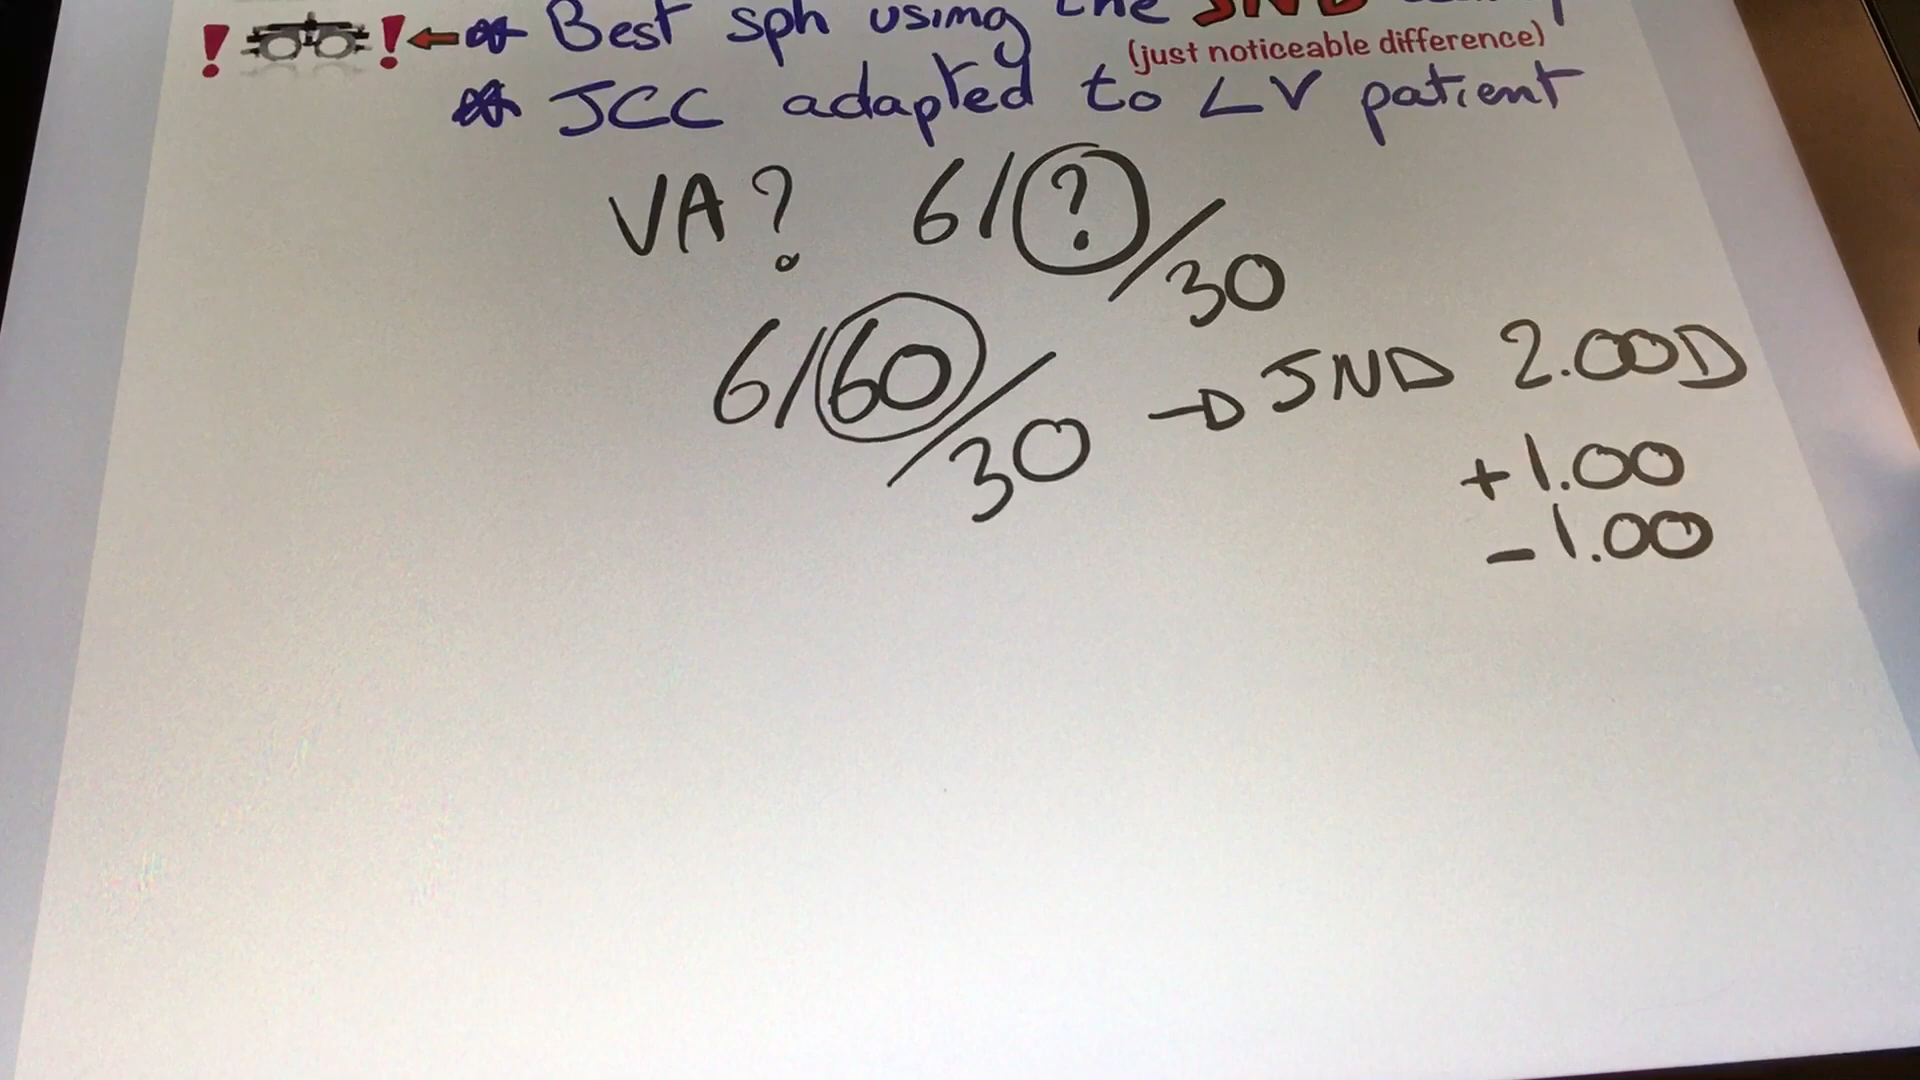 ! ! Best sph using the JND
(just noticeable difference)
JCC adapted to LV patient
VA? 6/?/30
6/60/30 → JND 2.00D
+1.00
-1.00